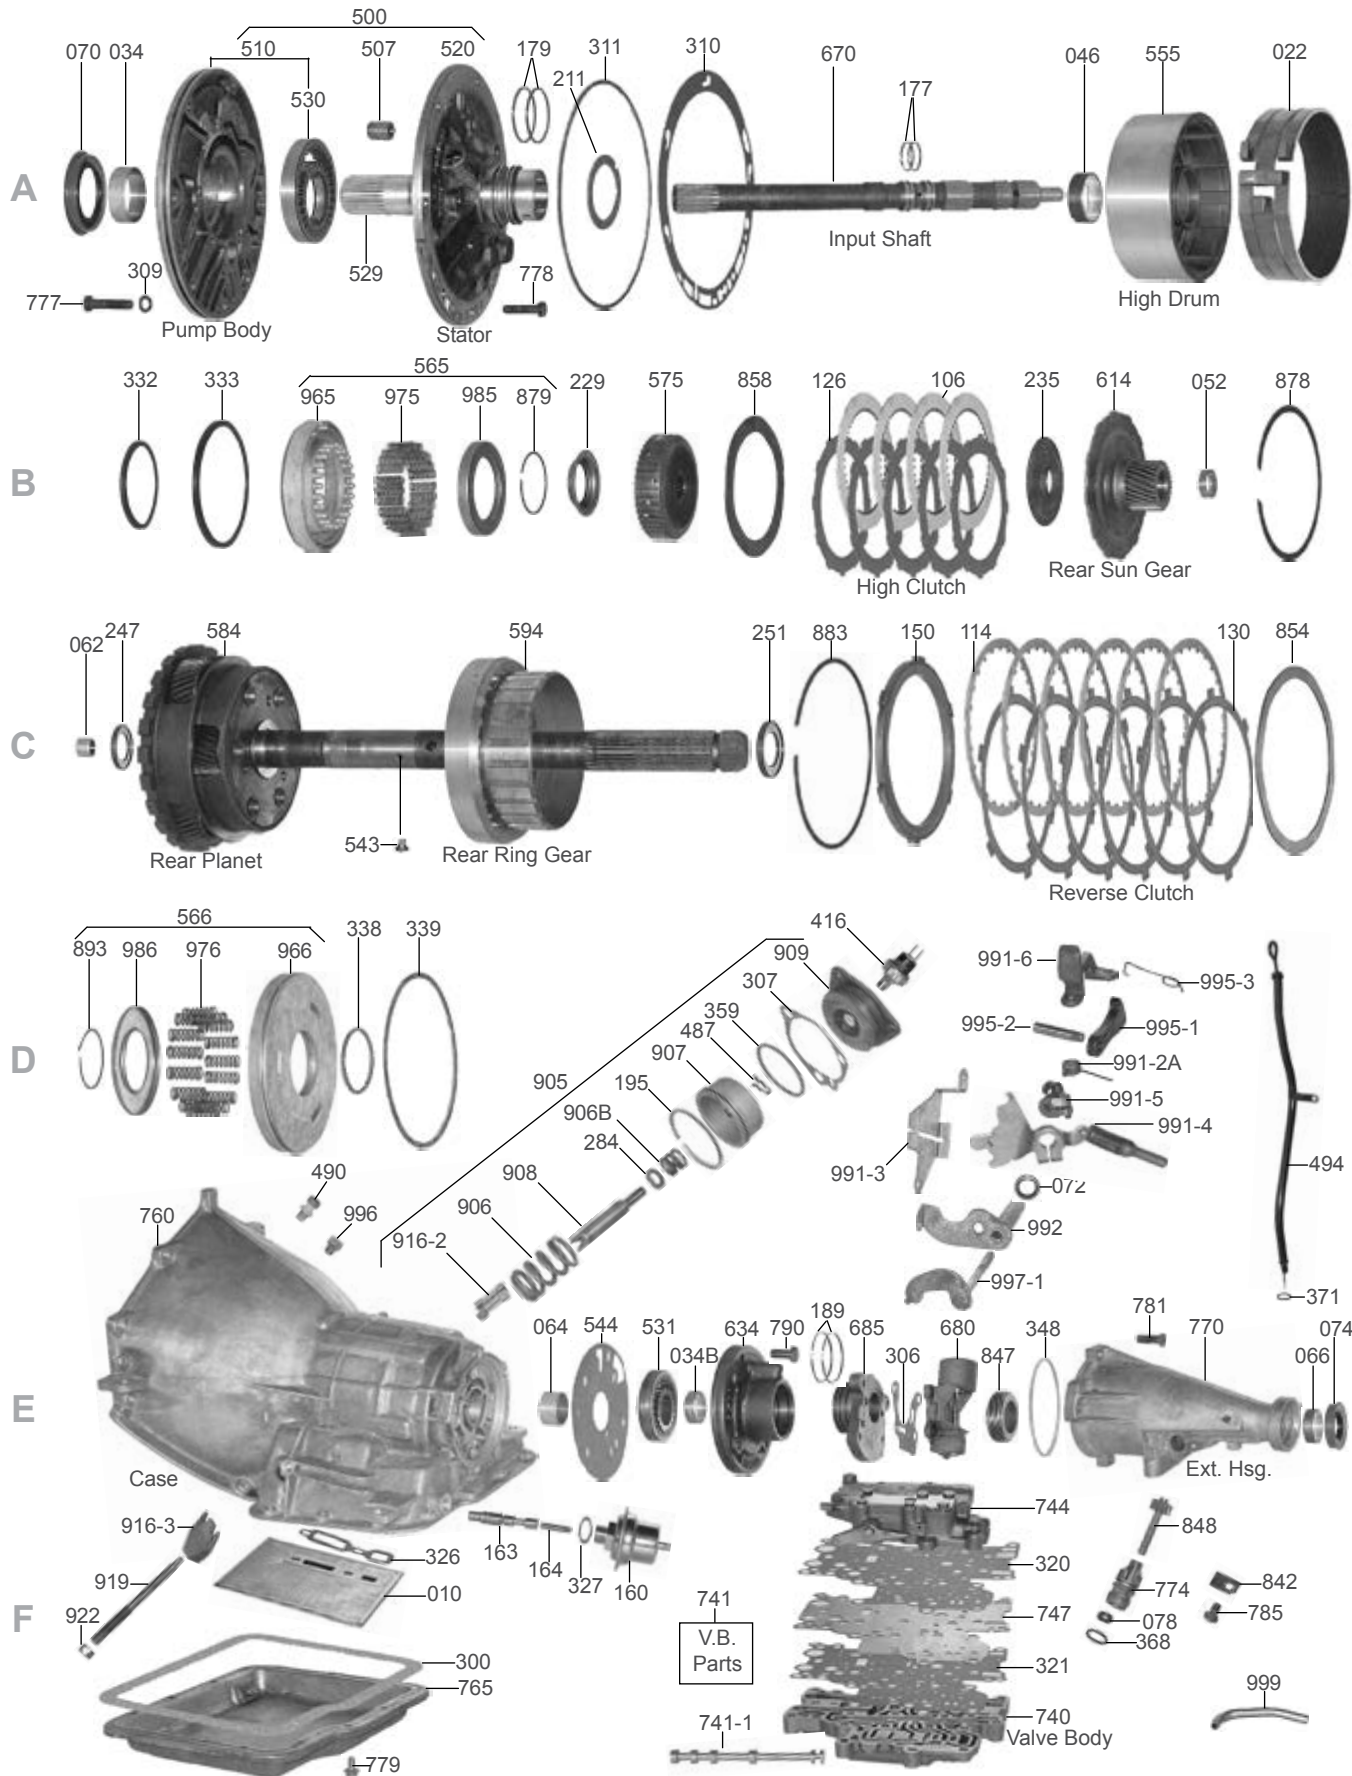 500
070 034 510 507 520 179 311 310 670 046 555 022
530 211 177
A
529 778 Input Shaft
309
777
High Drum
Pump Body Stator
565
332 333 965 975 985 879 229 575 858 126 106 235 614 052 878
B
High Clutch Rear Sun Gear
062 247 584 594 251 883 150 114 130 854
C
543
Rear Planet Rear Ring Gear
Reverse Clutch
566
893 986 976 966 338 339 416
909
307
359
487
907
195
905
906B
284
908
906
916-2
991-6 995-3
995-2 995-1
991-2A
991-5
991-4
991-3
072
992
997-1
494
371
D
490
996
760
064 544 531 034B 634 790 189 685 306 680 847 348 781 770 066 074
E
Case Ext. Hsg.
916-3
326
919
010
922
163 164 327 160
744
320
747
321
740
848
774
078
368
842
785
F
741
V.B.
Parts
300
765
999
741-1 Valve Body
779